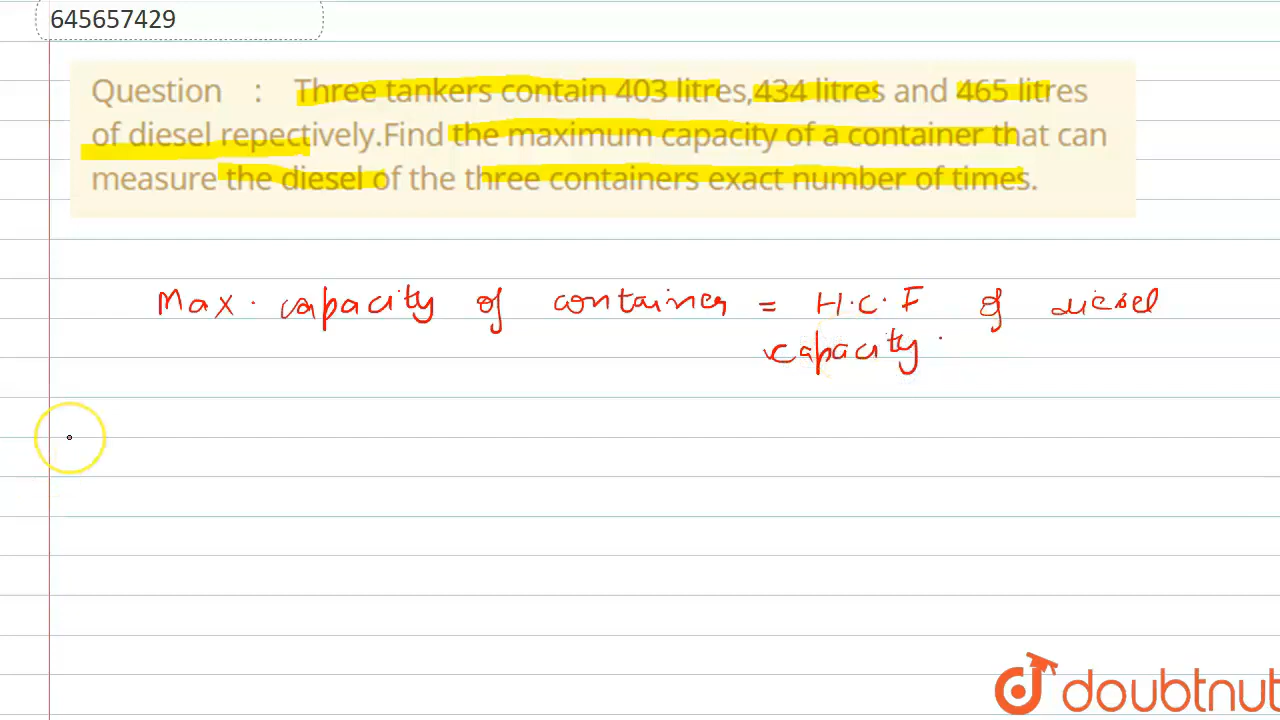 645657429
Question : Three tankers contain 403 litres,434 litres and 465 litres
of diesel repectively.Find the maximum capacity of a container that can
measure the diesel of the three containers exact number of times.
Max. capacity of container = H.C.F of diesel
capacity.
doubtnut